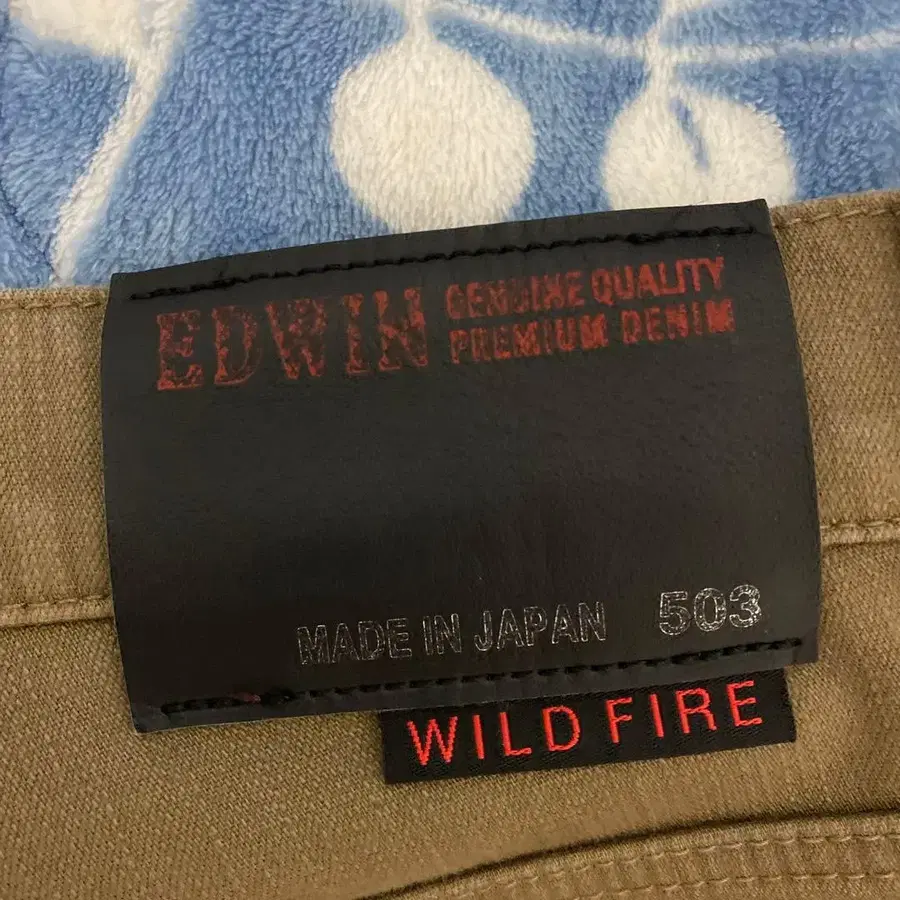 EDWIN GENUINE QUALITY
PREMIUM DENIM
MADE IN JAPAN 503
WILD FIRE